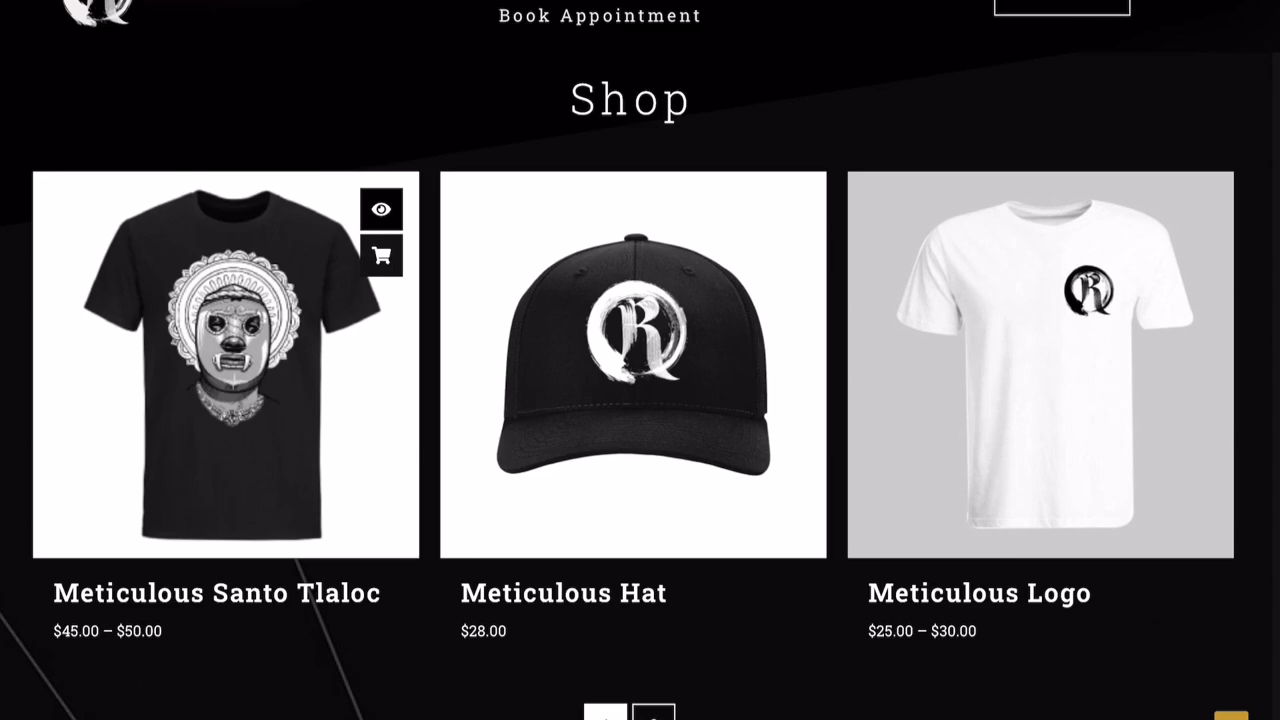 Book Appointment
Shop
R
R
Meticulous Santo Tlaloc
Meticulous Hat
Meticulous Logo
$45.00 – $50.00
$28.00
$25.00 – $30.00